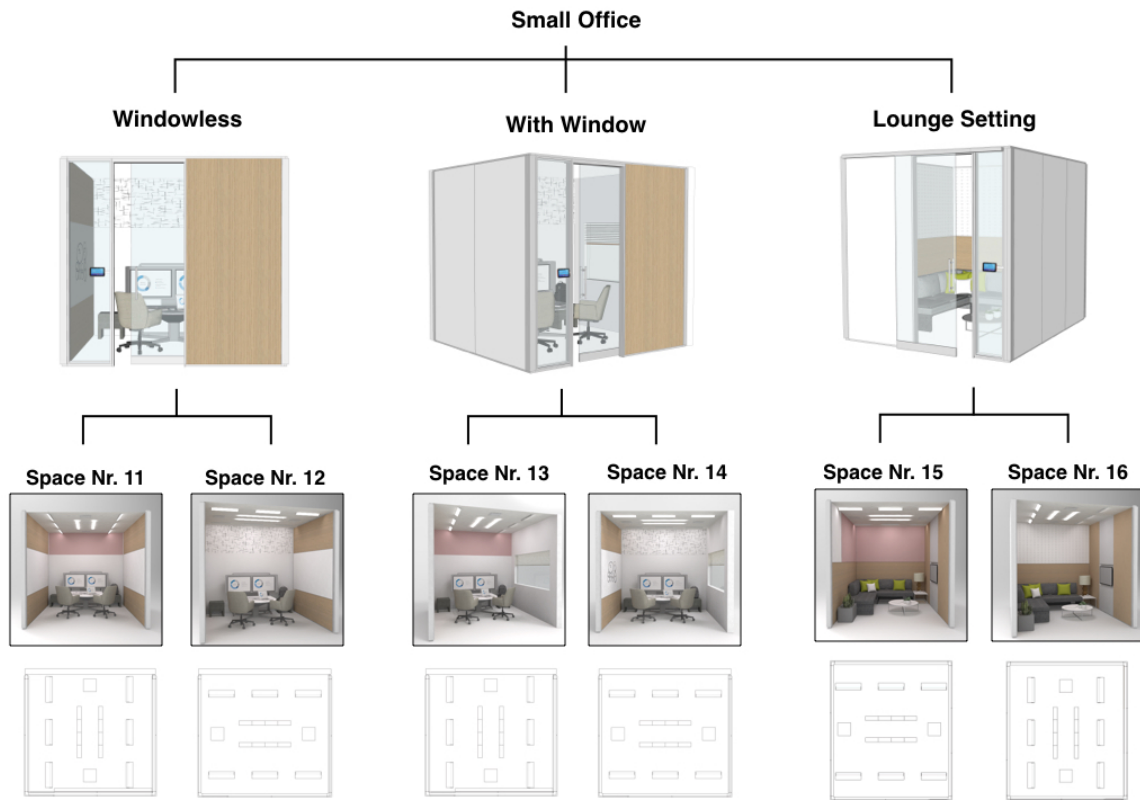 Small Office
Windowless
With Window
Lounge Setting
Space Nr. 11
Space Nr. 12
Space Nr. 13
Space Nr. 14
Space Nr. 15
Space Nr. 16